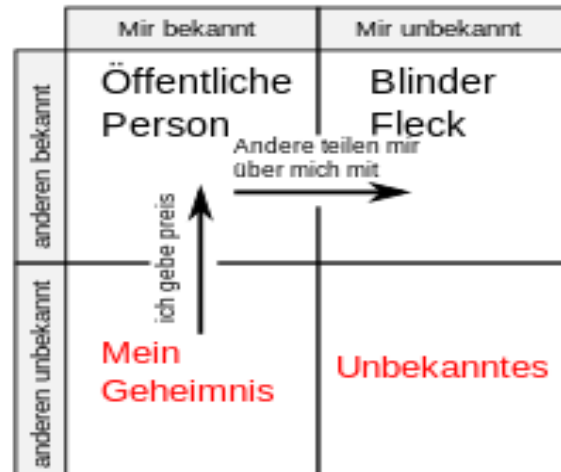 Mir bekannt
Mir unbekannt
anderen bekannt
Öffentliche
Person
Blinder
Fleck
Andere teilen mir
über mich mit
ich gebe preis
anderen unbekannt
Mein
Geheimnis
Unbekanntes